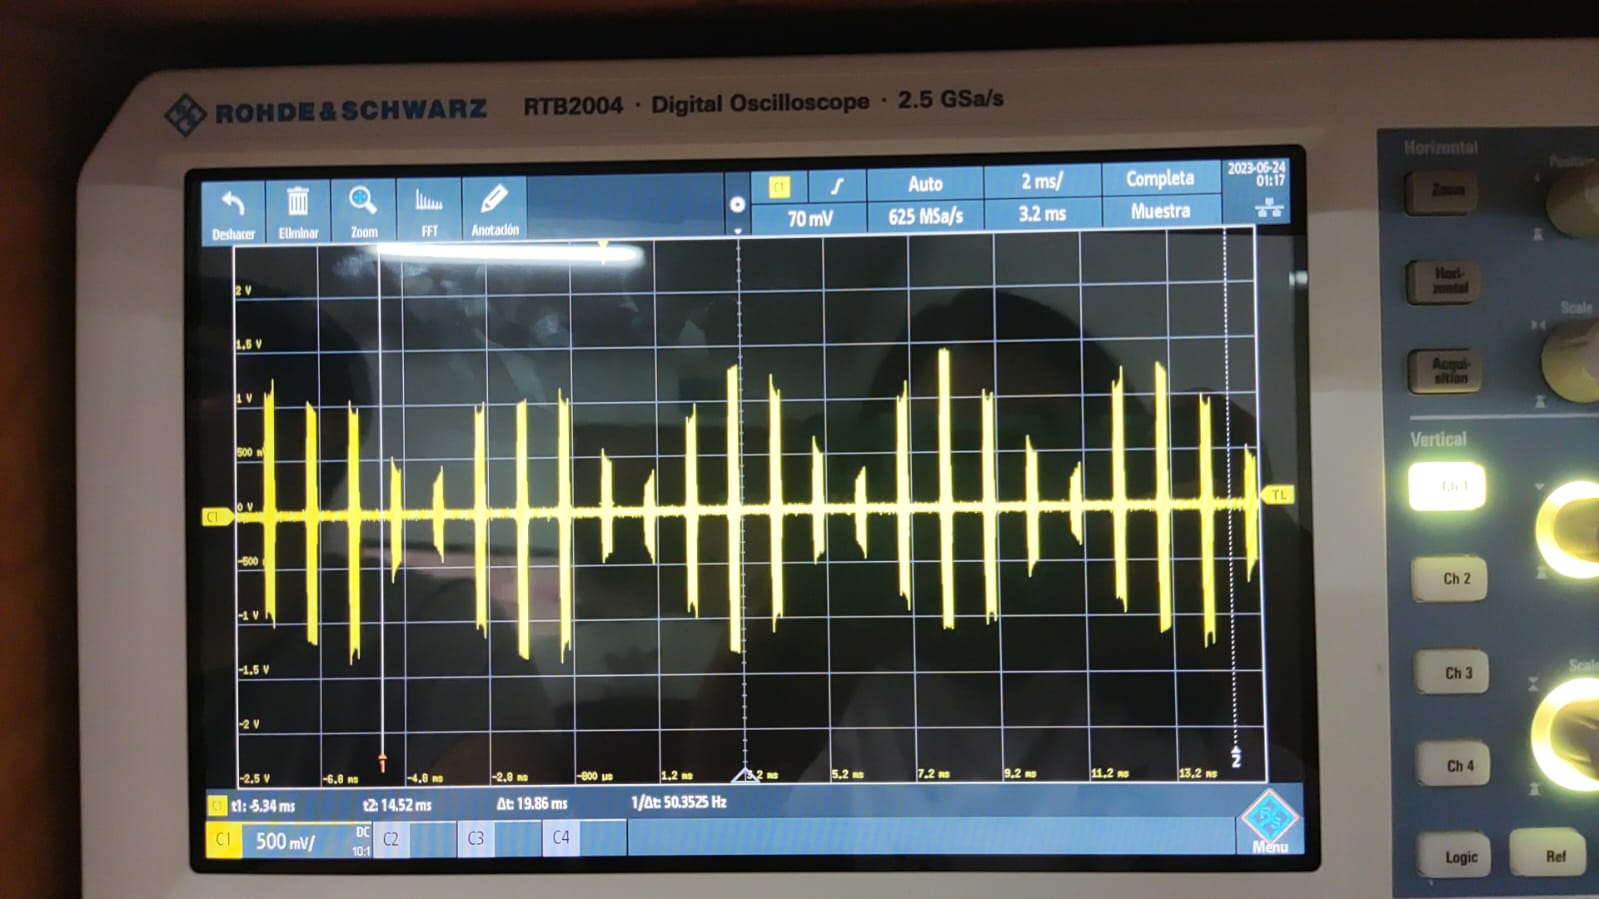 ROHDE & SCHWARZ RTB2004 · Digital Oscilloscope · 2.5 GSa/s
Deshacer Eliminar Zoom FFT Anotación
C1 Auto 2 ms/ Completa 2023-06-24
70 mV 625 MSa/s 3.2 ms Muestra 01:17
2 V
1.5 V
1 V
500 m
0 V
C1
TL
-500
-1 V
-1.5 V
-2 V
1
2
-2.5 V -6.8 ms -4.8 ms -2.8 ms -800 µs 1.2 ms 3.2 ms 5.2 ms 7.2 ms 9.2 ms 11.2 ms 13.2 ms
C1 t1: -5.34 ms t2: 14.52 ms Δt: 19.86 ms 1/Δt: 50.3525 Hz
C1 500 mV/ DC 10:1 C2 C3 C4
Menu
Horizontal
Zoom
Hori-
zontal
Scale
Acqui-
sition
Vertical
Ch 1
Ch 2
Ch 3
Scale
Ch 4
Logic Ref